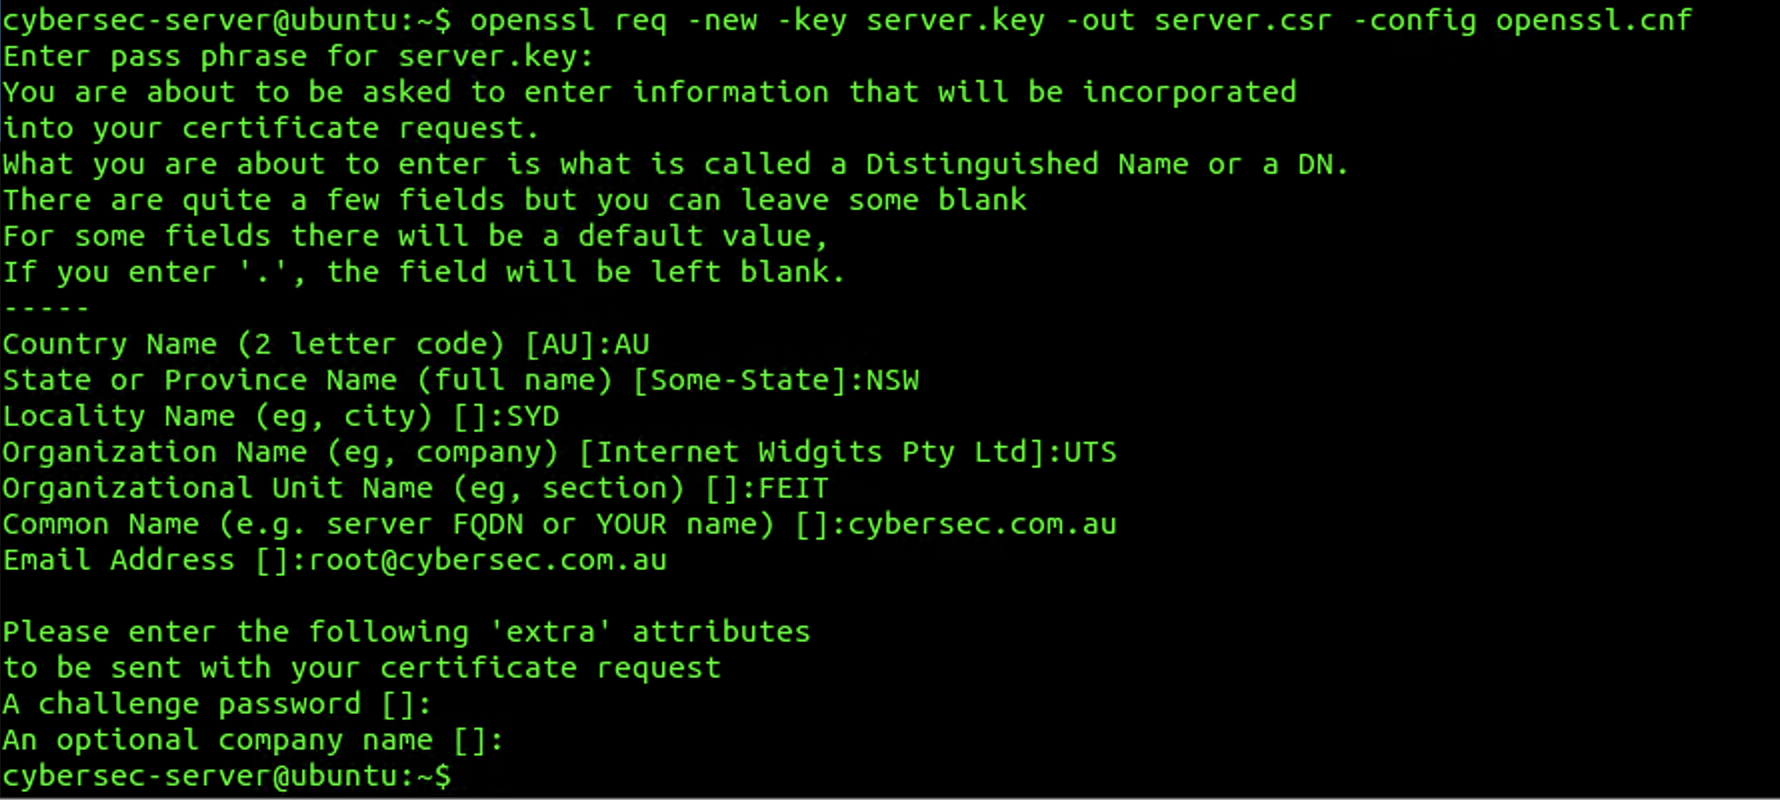 cybersec-server@ubuntu:~$ openssl req -new -key server.key -out server.csr -config openssl.cnf
Enter pass phrase for server.key:
You are about to be asked to enter information that will be incorporated
into your certificate request.
What you are about to enter is what is called a Distinguished Name or a DN.
There are quite a few fields but you can leave some blank
For some fields there will be a default value,
If you enter '.', the field will be left blank.
-----
Country Name (2 letter code) [AU]:AU
State or Province Name (full name) [Some-State]:NSW
Locality Name (eg, city) []:SYD
Organization Name (eg, company) [Internet Widgits Pty Ltd]:UTS
Organizational Unit Name (eg, section) []:FEIT
Common Name (e.g. server FQDN or YOUR name) []:cybersec.com.au
Email Address []:root@cybersec.com.au

Please enter the following 'extra' attributes
to be sent with your certificate request
A challenge password []:
An optional company name []:
cybersec-server@ubuntu:~$